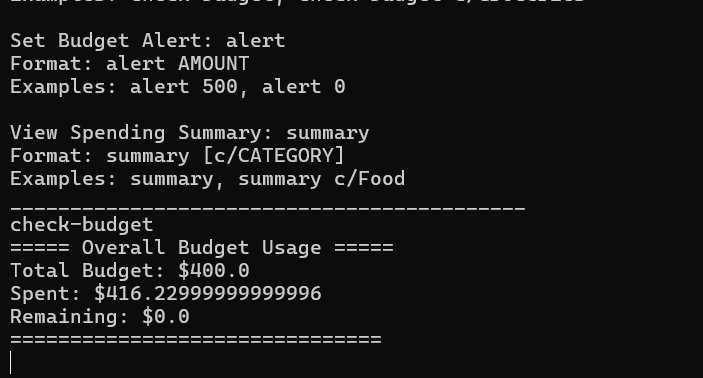 Set Budget Alert: alert
Format: alert AMOUNT
Examples: alert 500, alert 0
View Spending Summary: summary
Format: summary [c/CATEGORY]
Examples: summary, summary c/Food
___________________________________________
check-budget
===== Overall Budget Usage =====
Total Budget: $400.0
Spent: $416.22999999999996
Remaining: $0.0
===============================